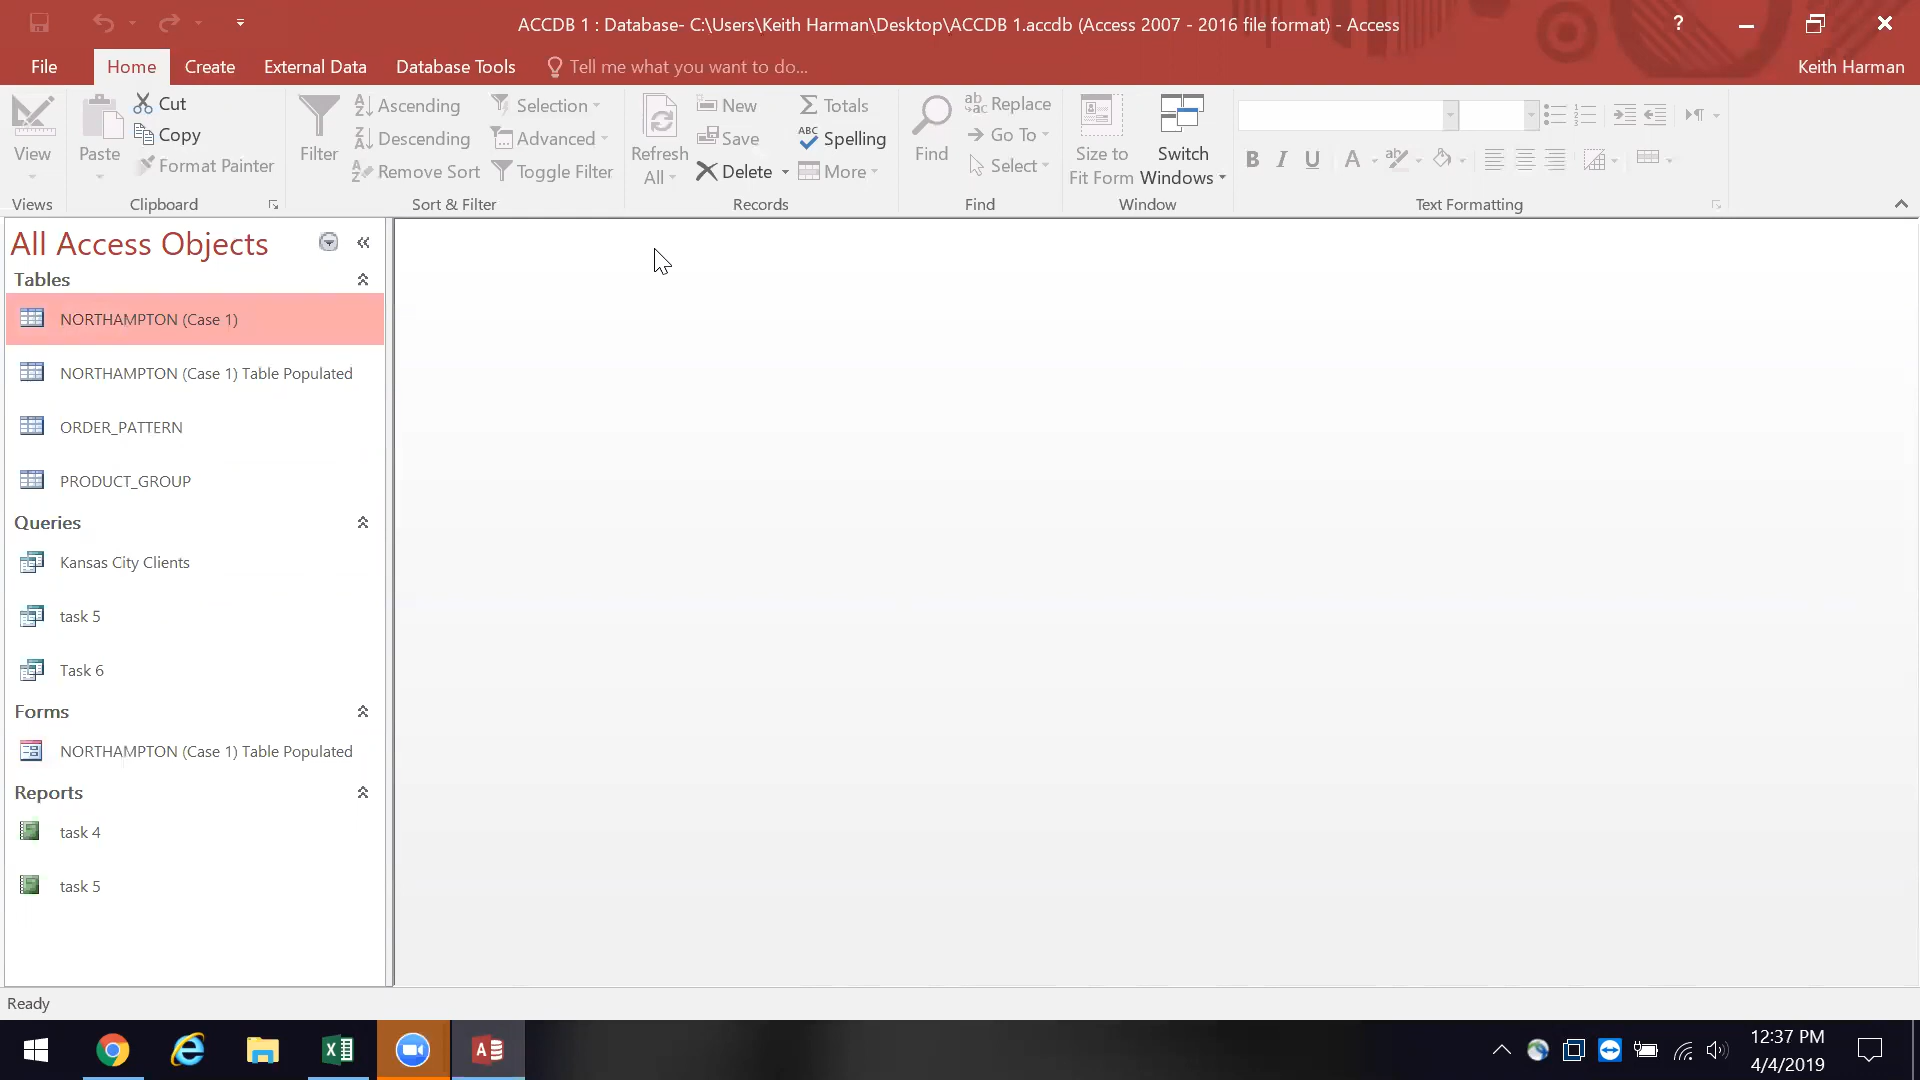 ACCDB 1 : Database- C:\Users\Keith Harman\Desktop\ACCDB 1.accdb (Access 2007 - 2016 file format) - Access
?
File
Home
Create
External Data
Database Tools
Tell me what you want to do...
Keith Harman
View
Paste
Cut
Copy
Format Painter
Filter
Ascending
Descending
Remove Sort
Selection
Advanced
Toggle Filter
Refresh
All
New
Save
Delete
Totals
Spelling
More
Find
Replace
Go To
Select
Size to
Fit Form
Switch
Windows
B I U A
Views
Clipboard
Sort & Filter
Records
Find
Window
Text Formatting
All Access Objects
Tables
NORTHAMPTON (Case 1)
NORTHAMPTON (Case 1) Table Populated
ORDER_PATTERN
PRODUCT_GROUP
Queries
Kansas City Clients
task 5
Task 6
Forms
NORTHAMPTON (Case 1) Table Populated
Reports
task 4
task 5
Ready
12:37 PM
4/4/2019